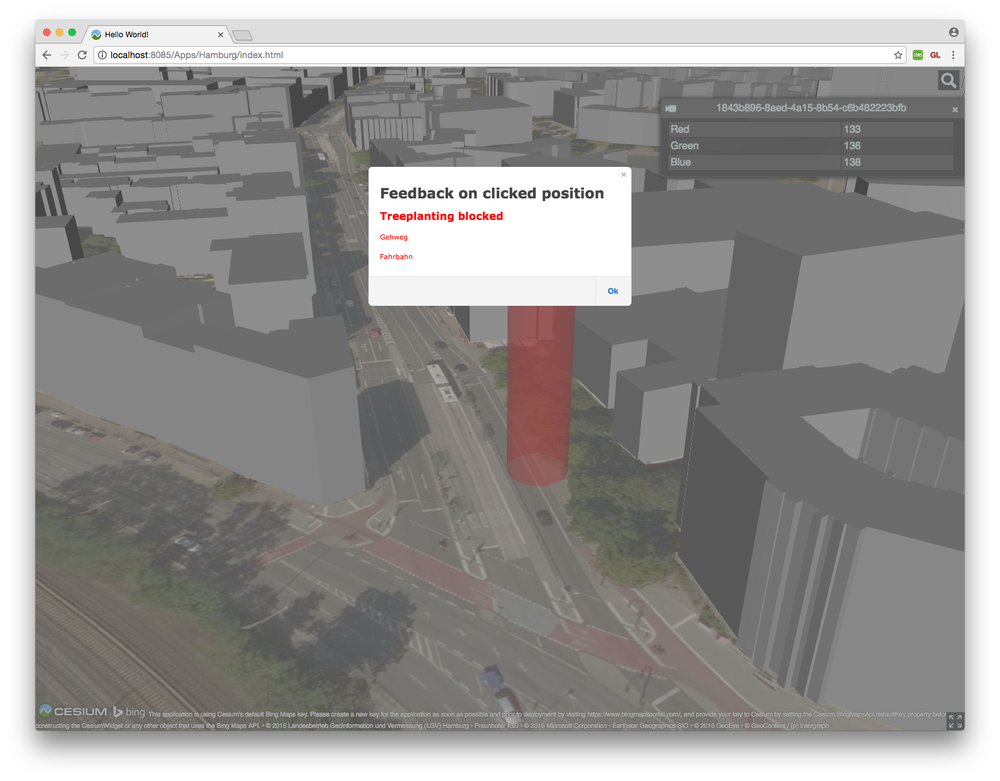 Hello World!
localhost:8085/Apps/Hamburg/index.html
CORS
GL
1843b896-8aed-4a15-8b54-c6b482223bfb
Red 133
Green 136
Blue 138
Feedback on clicked position
Treeplanting blocked
Gehweg
Fahrbahn
Ok
CESIUM bing This application is using Cesium's default Bing Maps key. Please create a new key for the application as soon as possible and prior to deployment by visiting https://www.bingmapsportal.com/, and provide your key to Cesium by setting the Cesium.BingMapsApi.defaultKey property befor
constructing the CesiumWidget or any other object that uses the Bing Maps API. • © 2015 Landesbetrieb Geoinformation und Vermessung (LGV) Hamburg • Fraunhofer IGD • © 2016 Microsoft Corporation • Earthstar Geographics SIO • © 2016 GeoEye • © GeoContent / (p) Intergraph